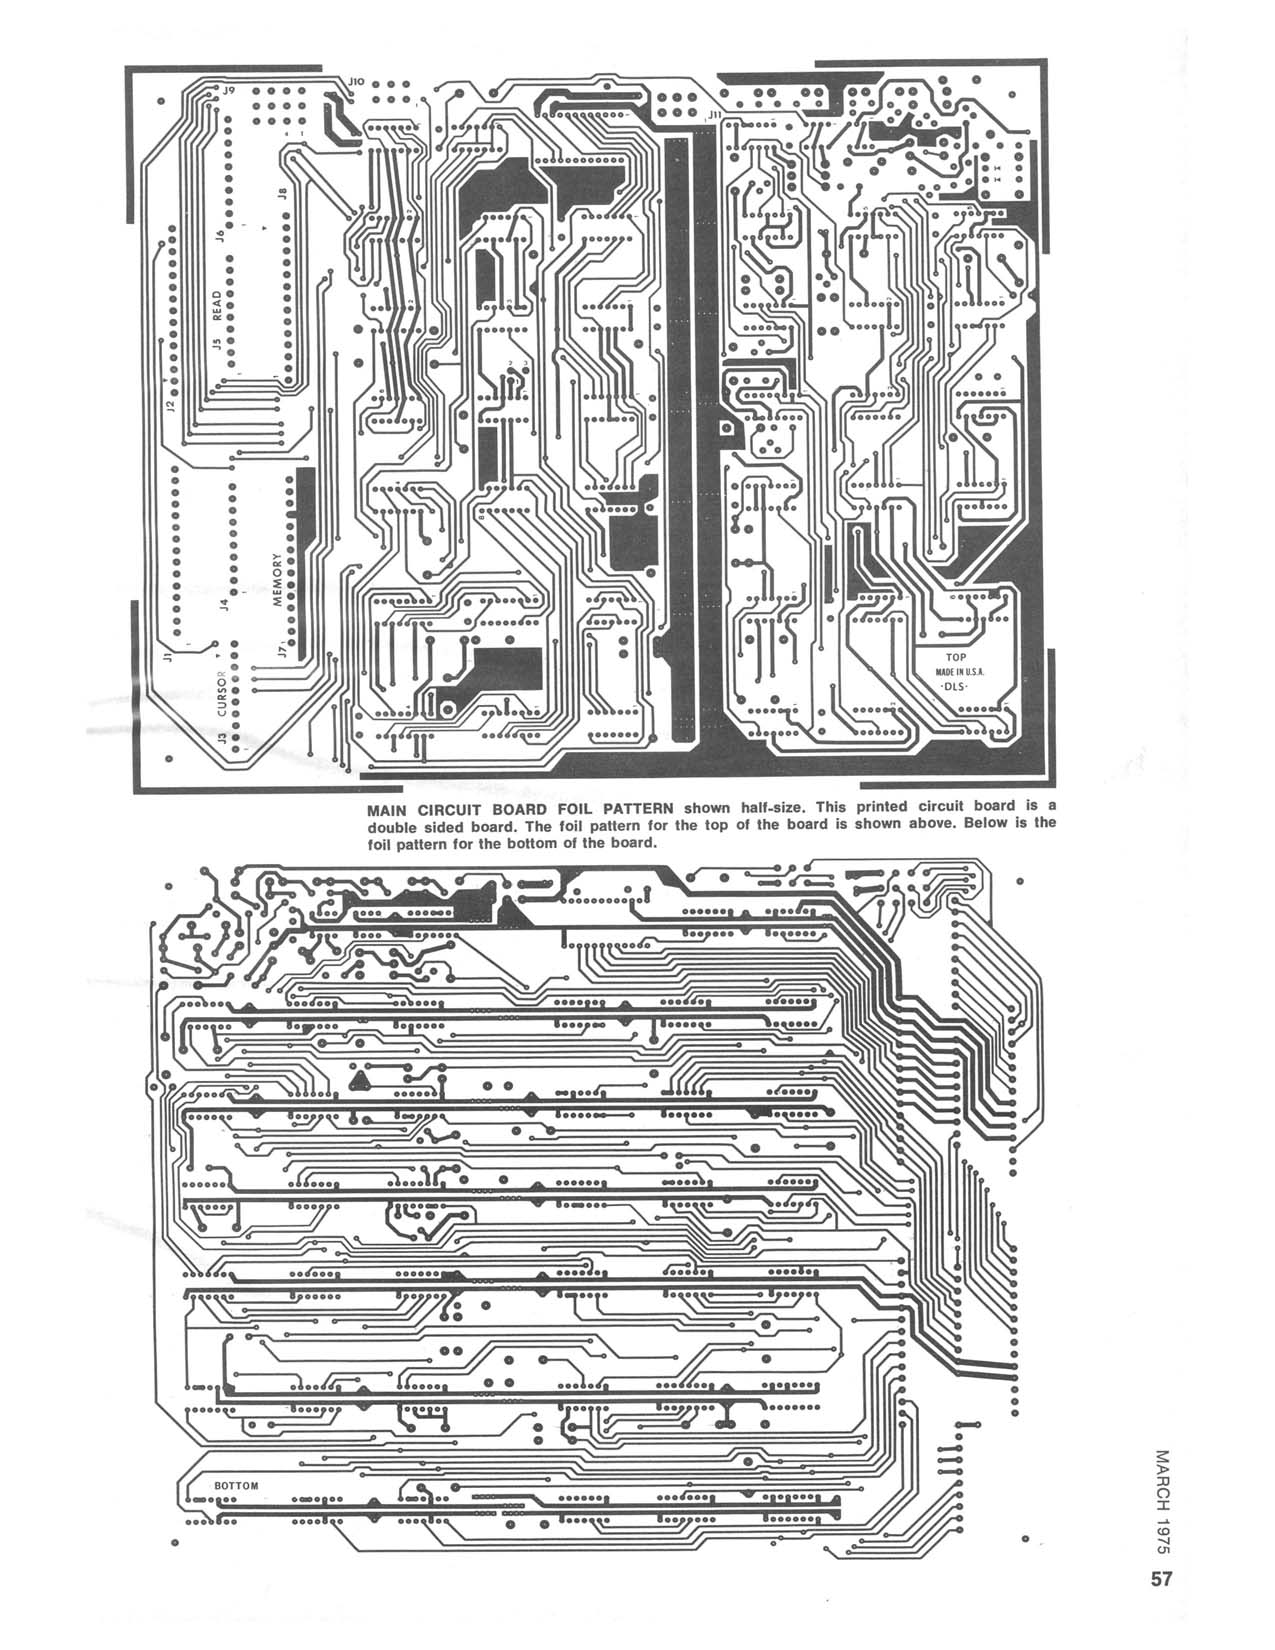 J10
J9
J11
J8
J6
READ
J5
J2
J4
MEMORY
J1
J7
CURSOR
J3
TOP
MADE IN U.S.A.
·DLS·
MAIN CIRCUIT BOARD FOIL PATTERN shown half-size. This printed circuit board is a
double sided board. The foil pattern for the top of the board is shown above. Below is the
foil pattern for the bottom of the board.
BOTTOM
MARCH 1975
57